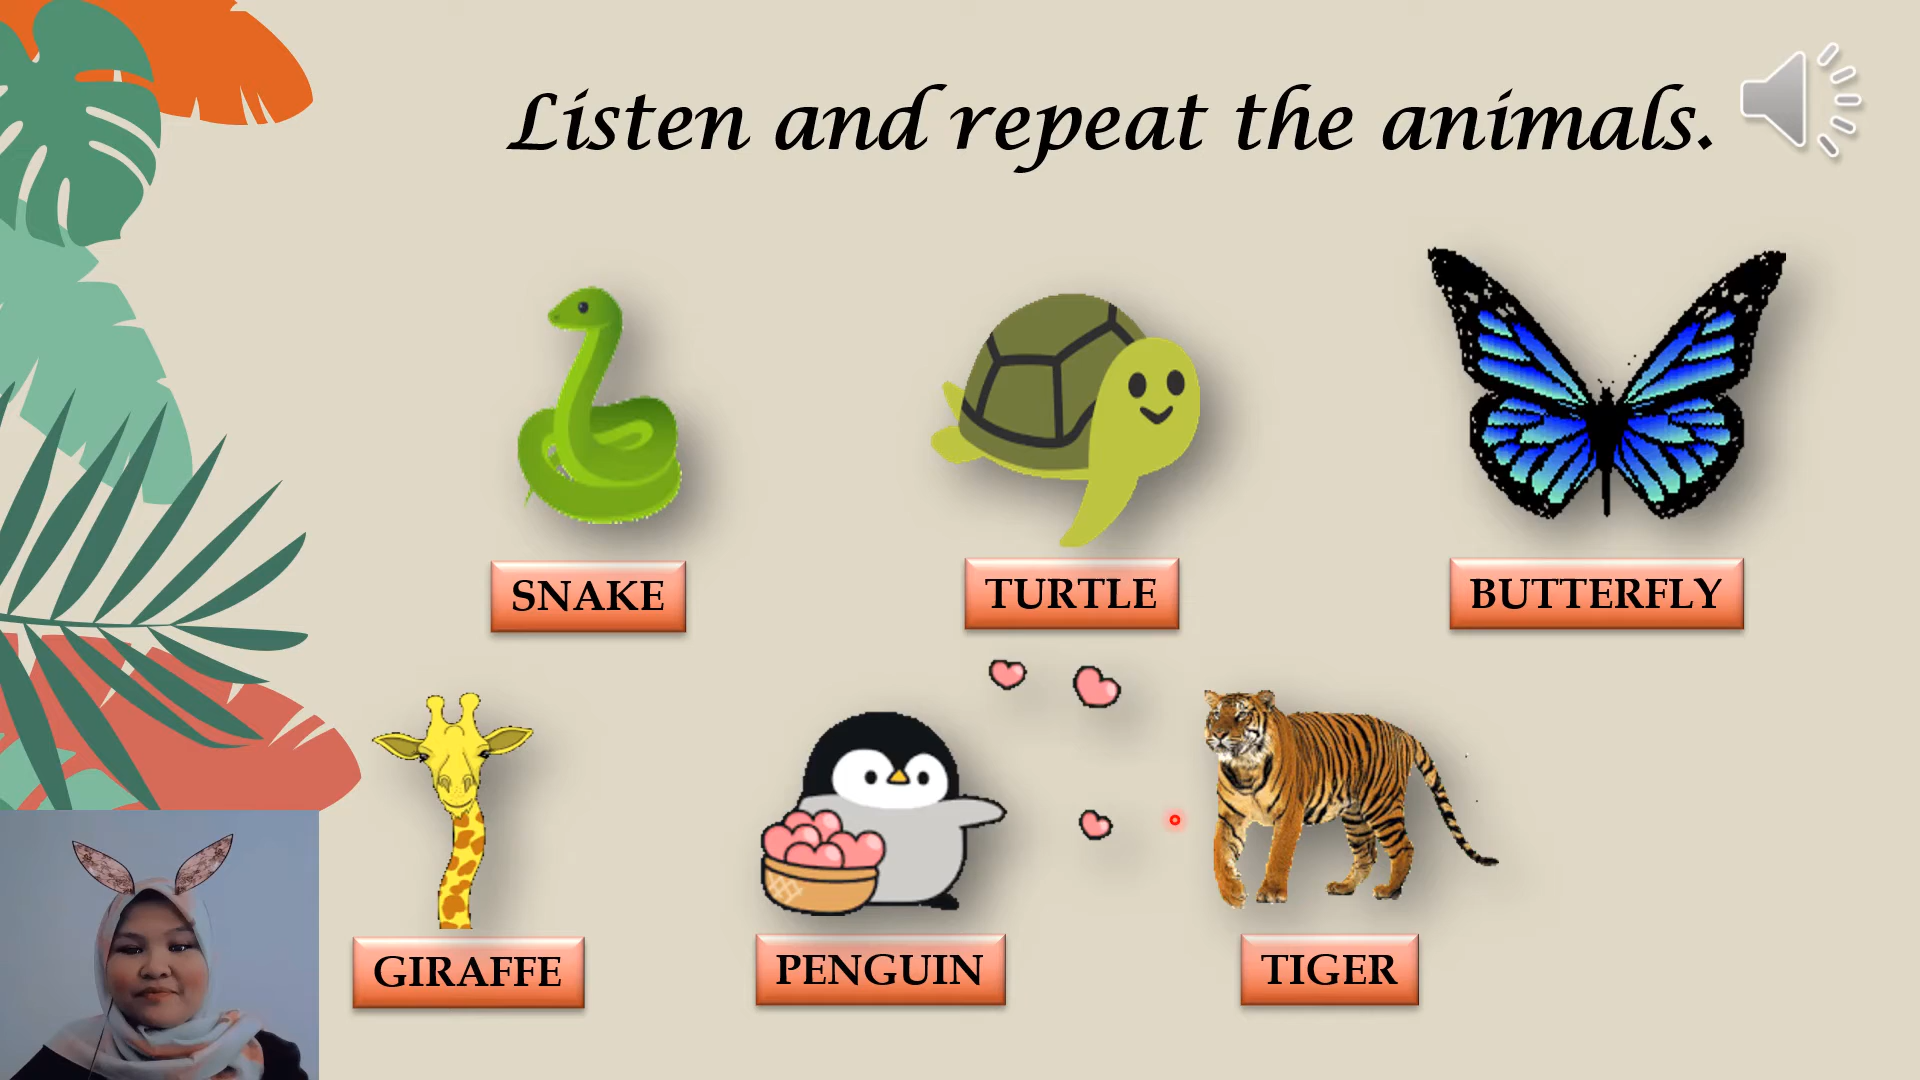 Listen and repeat the animals.
SNAKE
TURTLE
BUTTERFLY
GIRAFFE
PENGUIN
TIGER